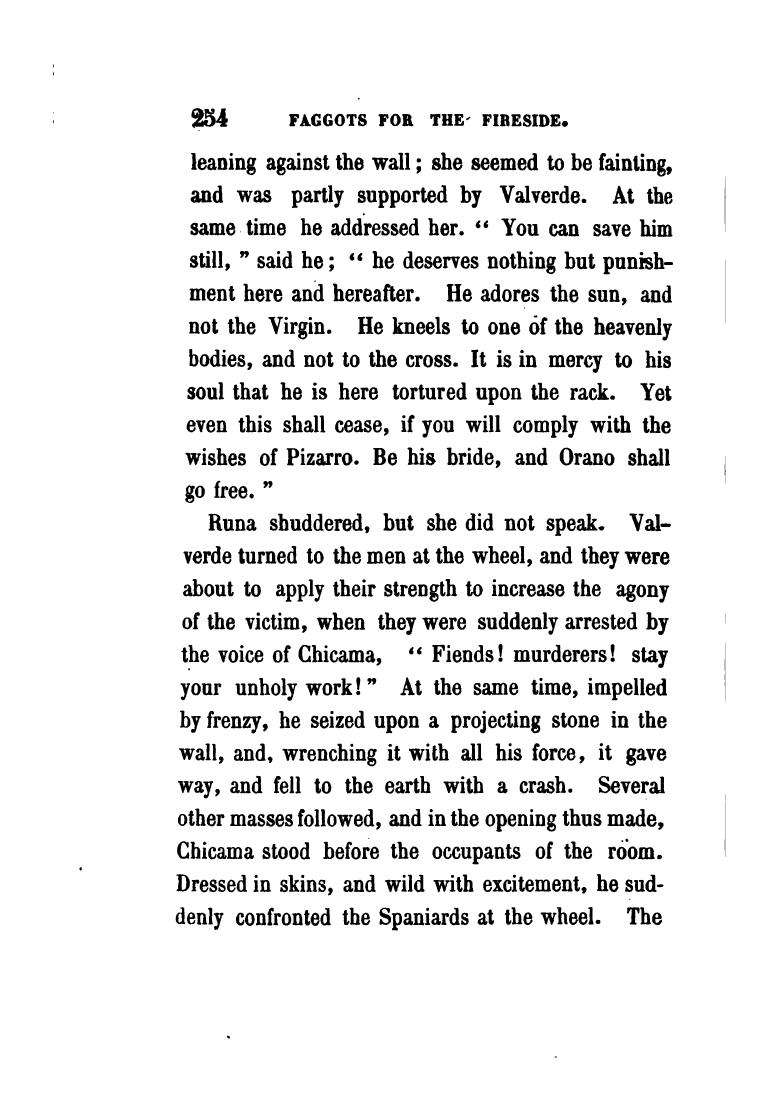 254 FAGGOTS FOR THE FIRESIDE.
leaning against the wall; she seemed to be fainting,
and was partly supported by Valverde. At the
same time he addressed her. “ You can save him
still, ” said he; “ he deserves nothing but punish-
ment here and hereafter. He adores the sun, and
not the Virgin. He kneels to one of the heavenly
bodies, and not to the cross. It is in mercy to his
soul that he is here tortured upon the rack. Yet
even this shall cease, if you will comply with the
wishes of Pizarro. Be his bride, and Orano shall
go free. ”
Runa shuddered, but she did not speak. Val-
verde turned to the men at the wheel, and they were
about to apply their strength to increase the agony
of the victim, when they were suddenly arrested by
the voice of Chicama, “ Fiends! murderers! stay
your unholy work! ” At the same time, impelled
by frenzy, he seized upon a projecting stone in the
wall, and, wrenching it with all his force, it gave
way, and fell to the earth with a crash. Several
other masses followed, and in the opening thus made,
Chicama stood before the occupants of the room.
Dressed in skins, and wild with excitement, he sud-
denly confronted the Spaniards at the wheel. The